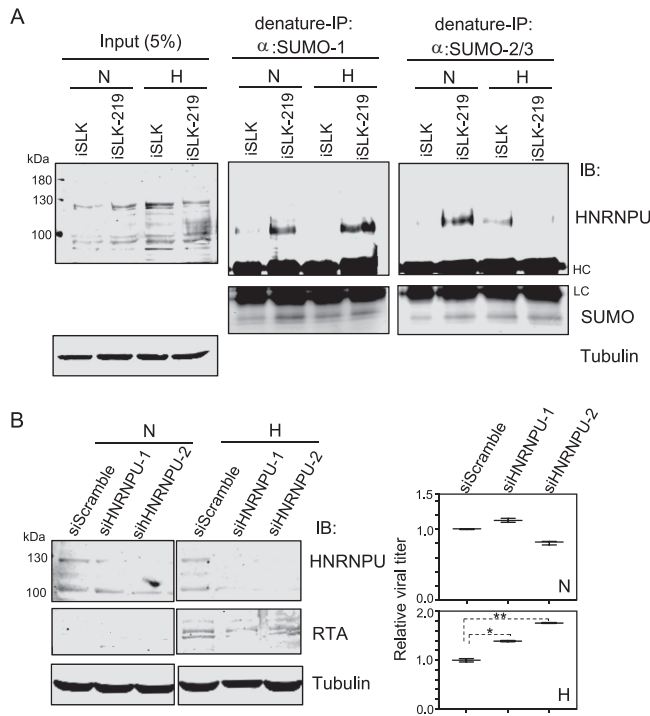 A
Input (5%)
denature-IP:
α:SUMO-1
denature-IP:
α:SUMO-2/3
N H N H N H
iSLK iSLK-219 iSLK iSLK-219 iSLK iSLK-219 iSLK iSLK-219 iSLK iSLK-219 iSLK iSLK-219
kDa
IB:
180
130
100
HNRNPU
HC
LC
SUMO
Tubulin
B
N H
siScramble siHNRNPU-1 sihHNRNPU-2 siScramble siHNRNPU-1 siHNRNPU-2
IB:
kDa
130
100
HNRNPU
RTA
Tubulin
siScramble siHNRNPU-1 siHNRNPU-2
Relative viral titer
1.5
1.0
0.0
N
2.0
1.0
0.0
** 
*
H